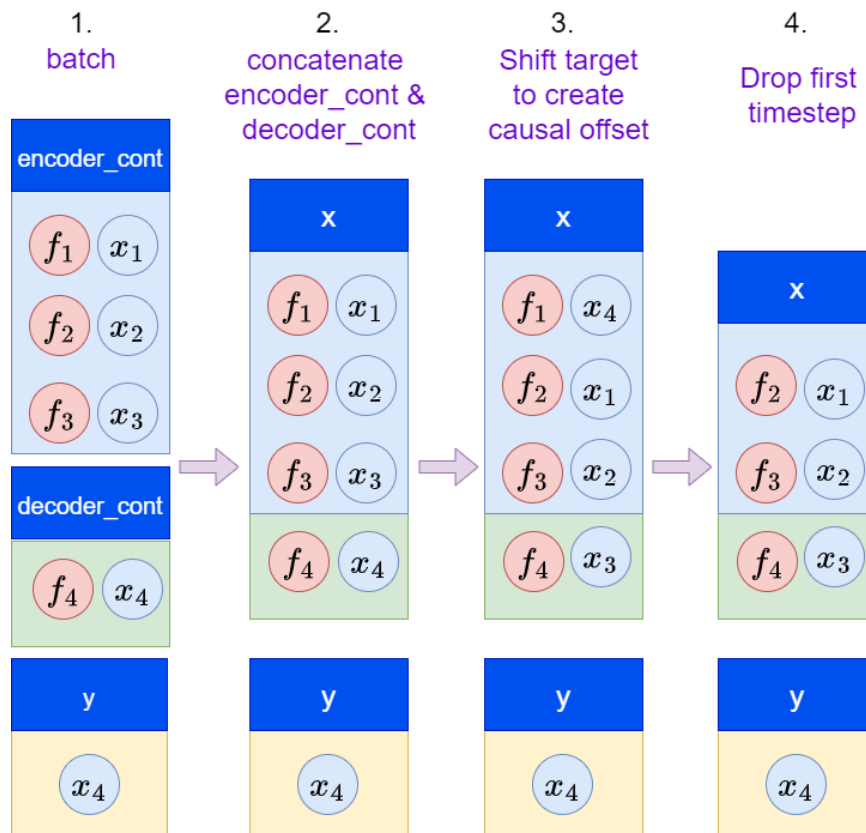 1.
batch
encoder_cont
f₁ x₁
f₂ x₂
f₃ x₃
decoder_cont
f₄ x₄
y
x₄
2.
concatenate
encoder_cont &
decoder_cont
x
f₁ x₁
f₂ x₂
f₃ x₃
f₄ x₄
y
x₄
3.
Shift target
to create
causal offset
x
f₁ x₄
f₂ x₁
f₃ x₂
f₄ x₃
y
x₄
4.
Drop first
timestep
x
f₂ x₁
f₃ x₂
f₄ x₃
y
x₄